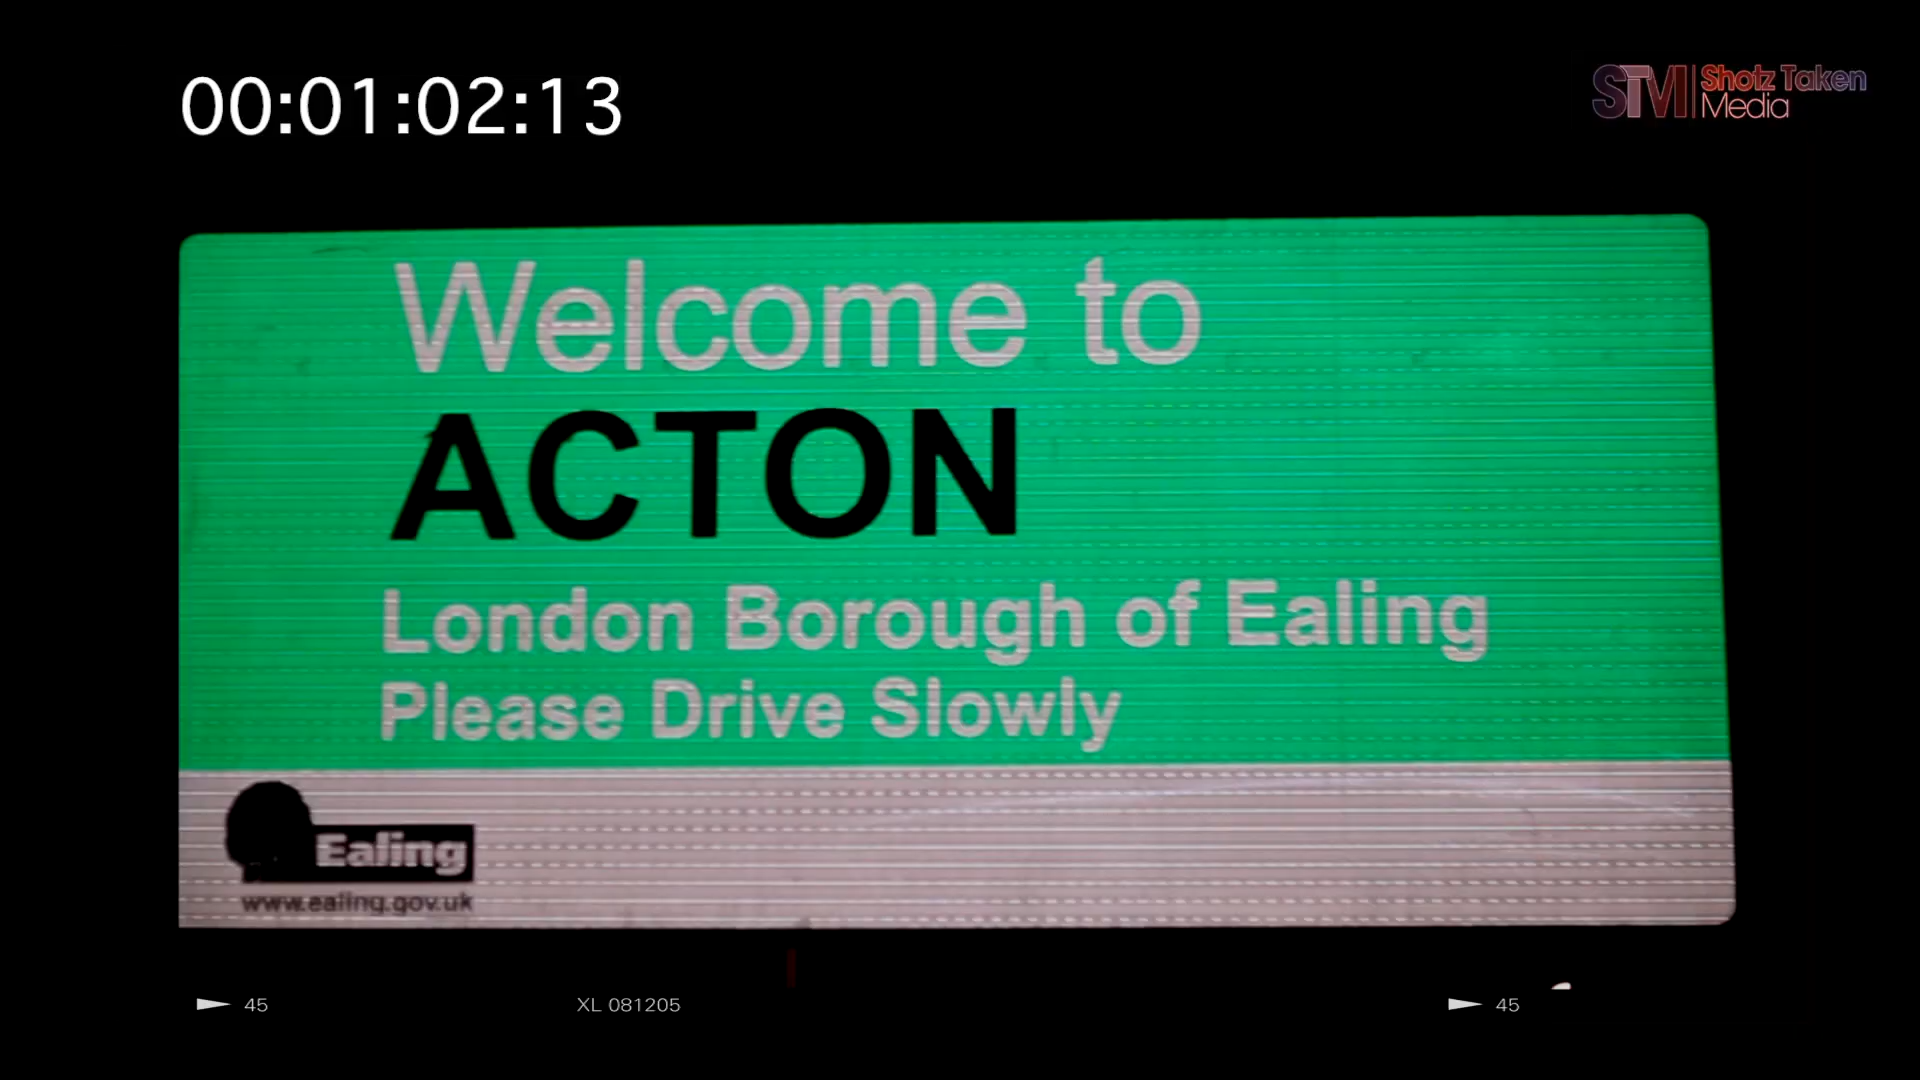 00:01:02:13
STM Shotz Taken
Media
Welcome to
ACTON
London Borough of Ealing
Please Drive Slowly
Ealing
www.ealing.gov.uk
45
XL 081205
45